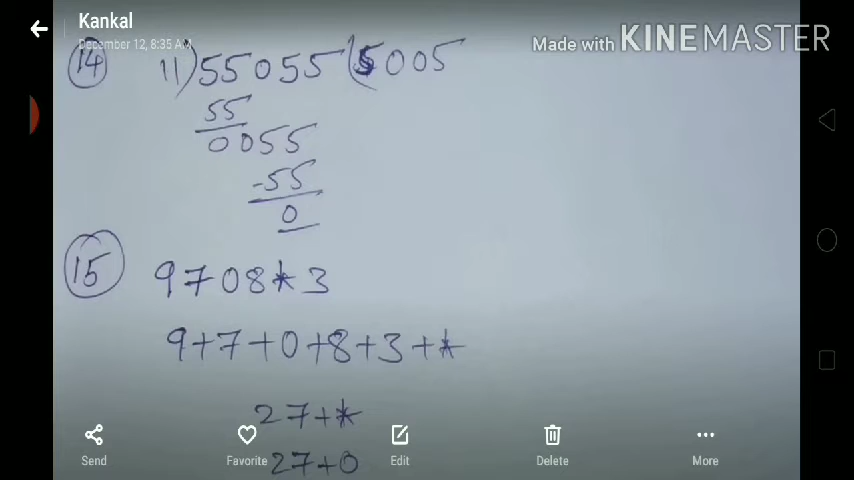 Kankal
December 12, 8:35 AM
Made with KINEMASTER
14 11)55055(5005
55
0055
-55
0
15 9708*3
9+7+0+8+3+*
27+*
27+0
Send Favorite Edit Delete More